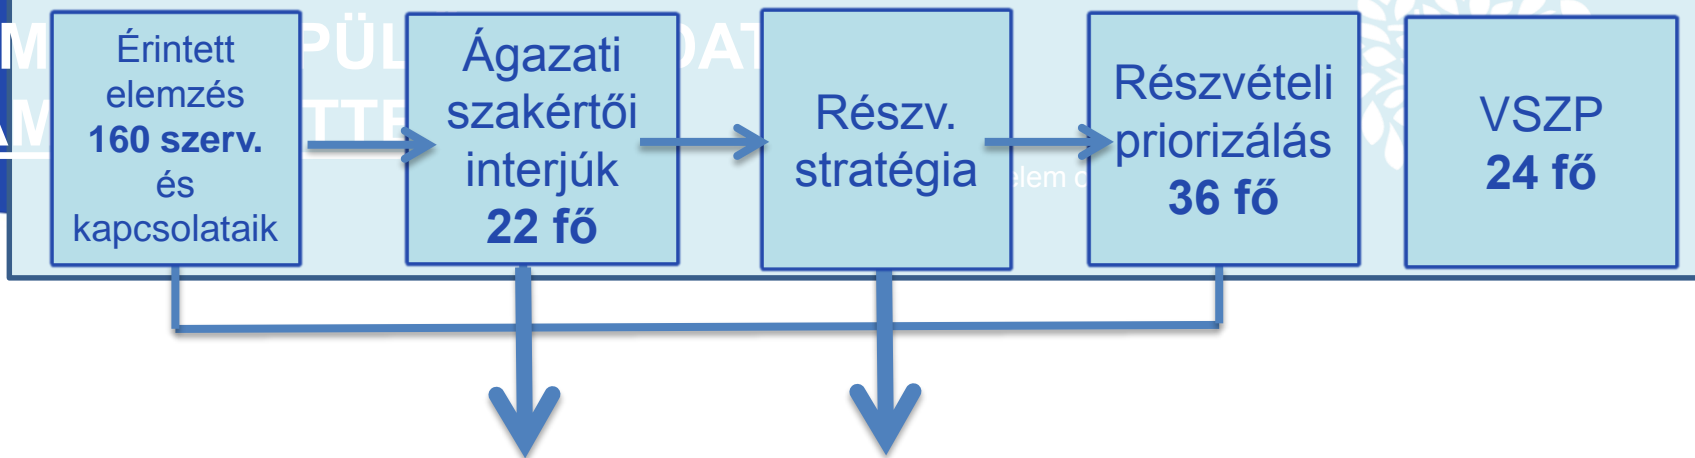 Érintett
elemzés
160 szerv.
és
kapcsolataik
Ágazati
szakértői
interjúk
22 fő
Részv.
stratégia
Részvételi
priorizálás
36 fő
VSZP
24 fő